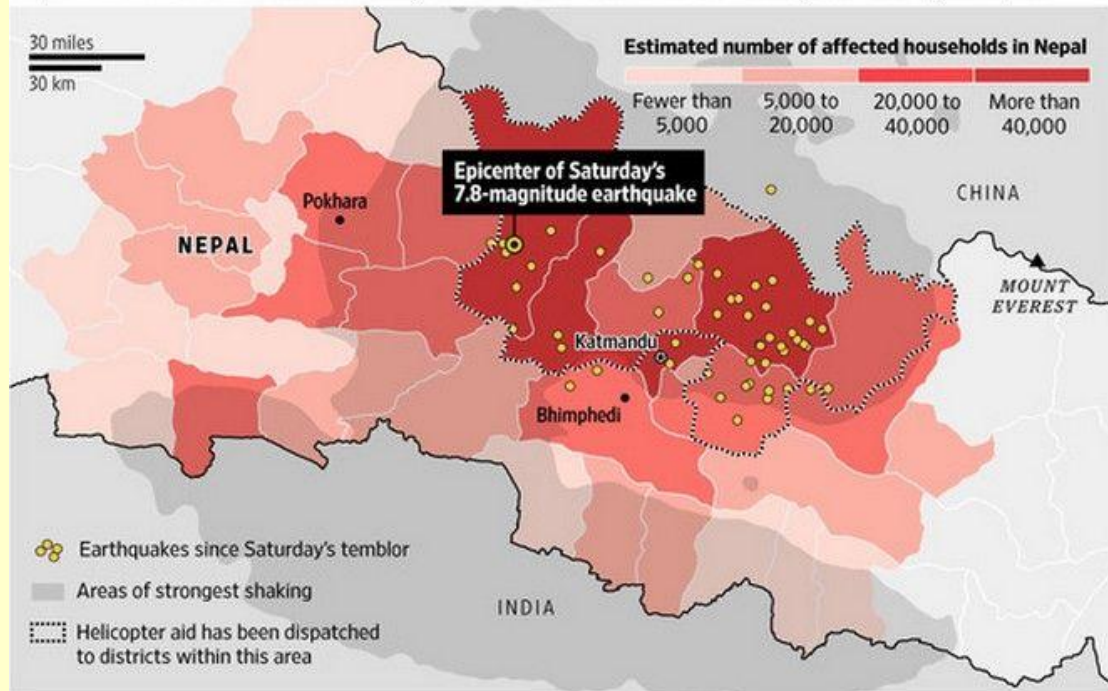 30 miles
30 km
Estimated number of affected households in Nepal
Fewer than
5,000
5,000 to
20,000
20,000 to
40,000
More than
40,000
Epicenter of Saturday's
7.8-magnitude earthquake
CHINA
Pokhara
NEPAL
MOUNT
EVEREST
Katmandu
Bhimphedi
Earthquakes since Saturday's temblor
Areas of strongest shaking
INDIA
Helicopter aid has been dispatched
to districts within this area